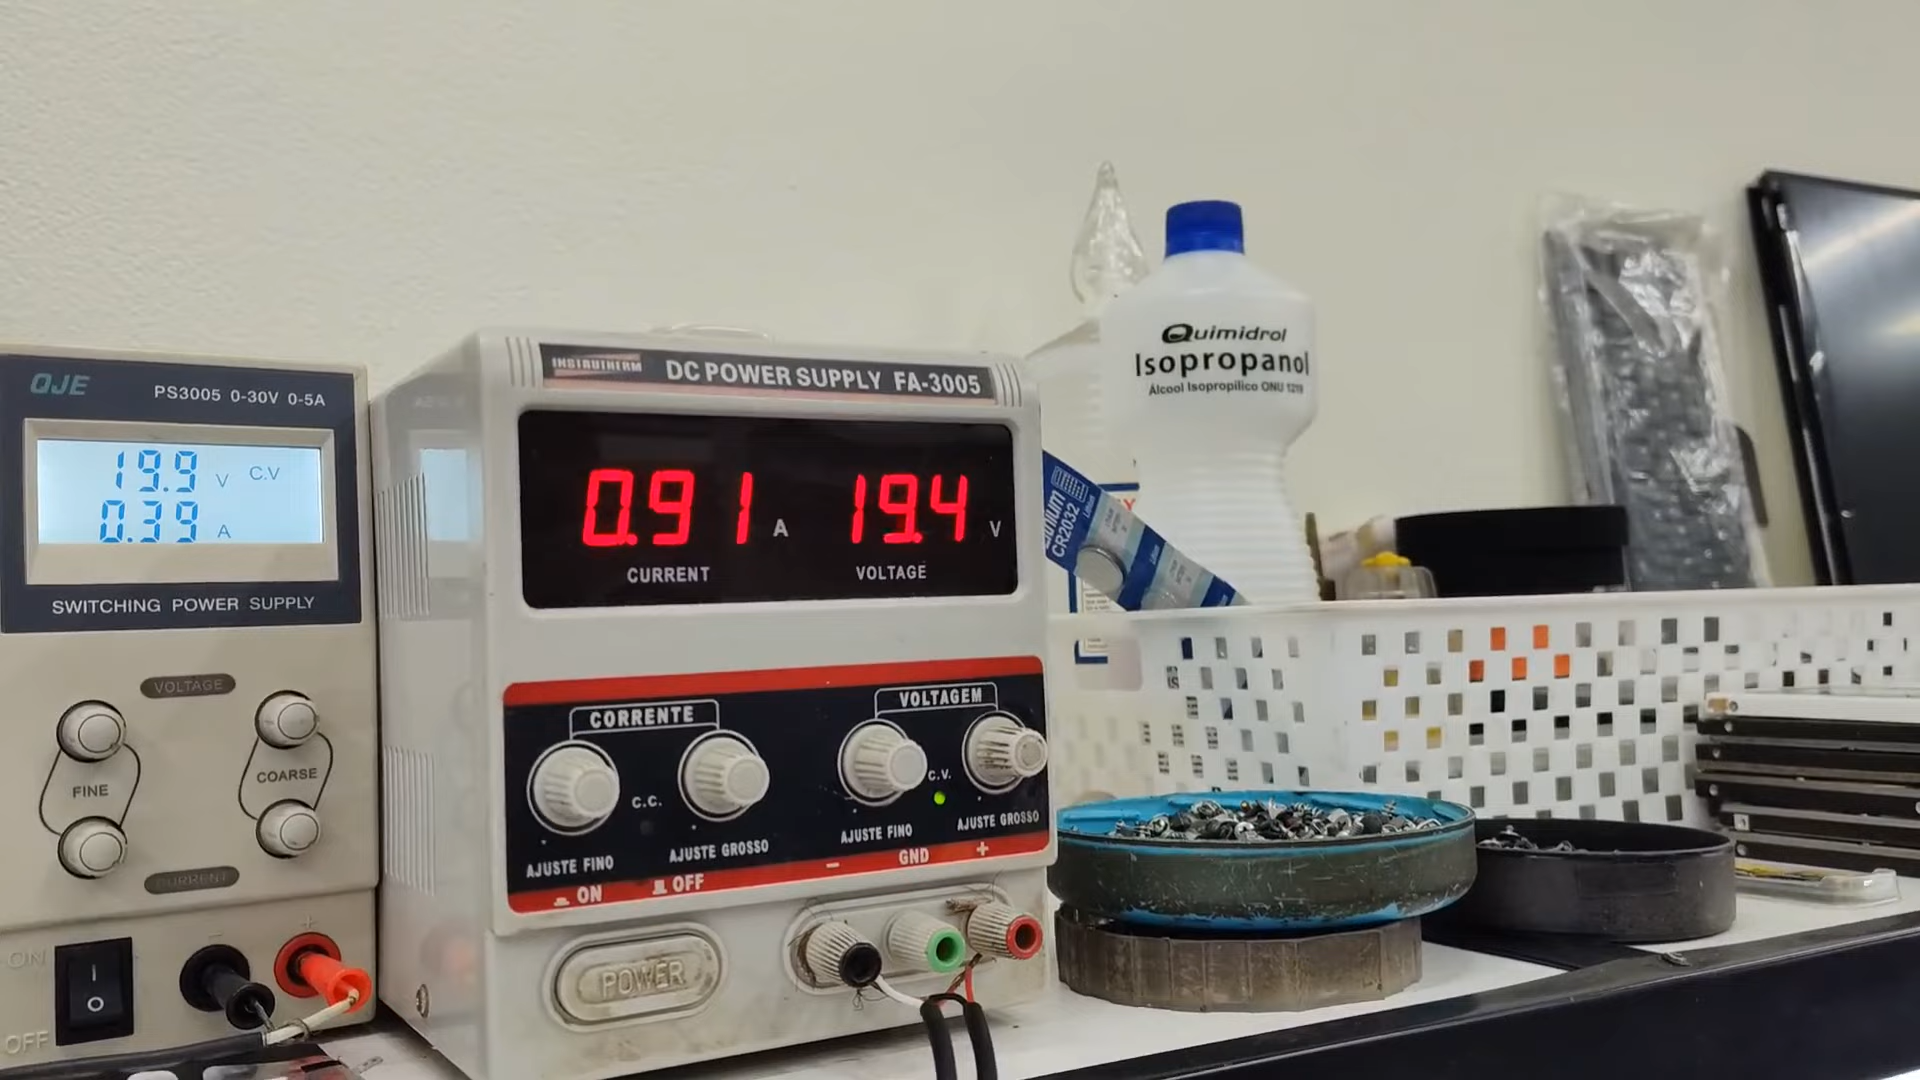 QJE
PS3005 0-30V 0-5A
19.9 V C.V
0.39 A
SWITCHING POWER SUPPLY
VOLTAGE
FINE
COARSE
CURRENT
ON
OFF
INSTRUTHERM
DC POWER SUPPLY FA-3005
0.91 A 19.4 V
CURRENT VOLTAGE
CORRENTE
VOLTAGEM
C.C.
C.V.
AJUSTE FINO
AJUSTE GROSSO
AJUSTE FINO
AJUSTE GROSSO
ON OFF
− GND +
POWER
Quimidrol
Isopropanol
Álcool Isopropílico ONU 1219
Lithium
CR2032